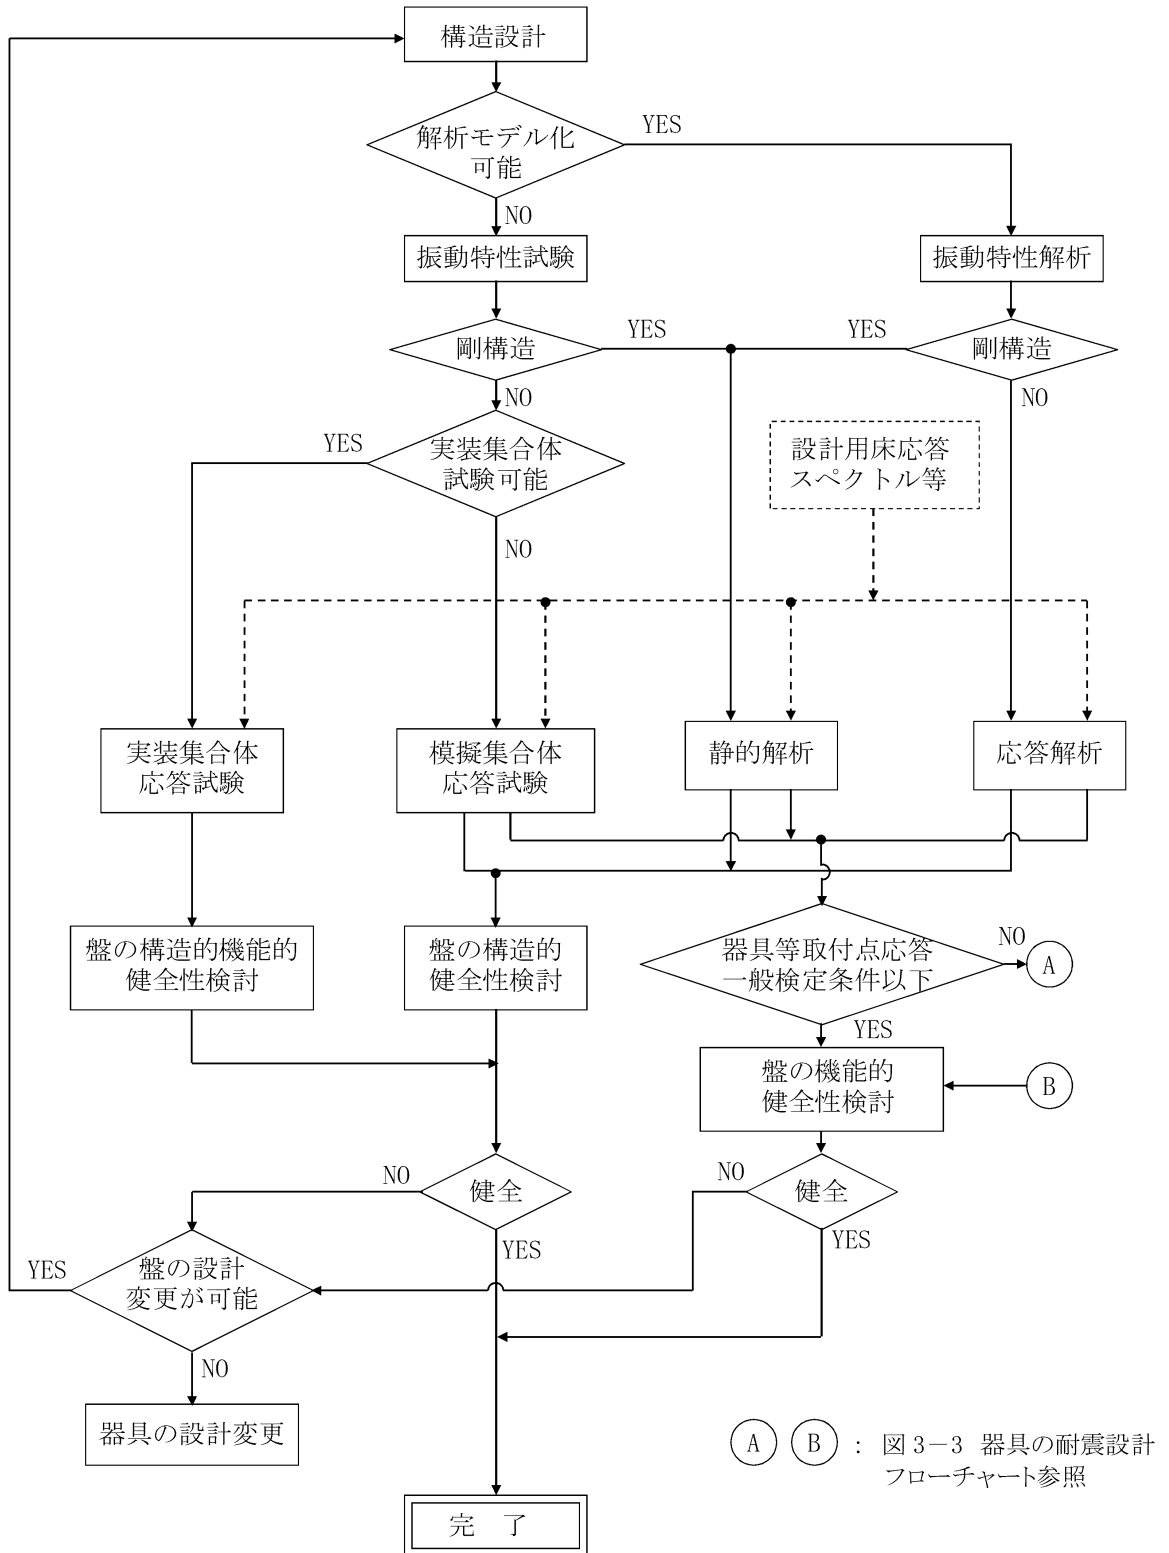 構造設計
解析モデル化
可能
YES
NO
振動特性試験
振動特性解析
剛構造
YES
YES
剛構造
NO
NO
実装集合体
試験可能
YES
NO
設計用床応答
スペクトル等
実装集合体
応答試験
模擬集合体
応答試験
静的解析
応答解析
盤の構造的機能的
健全性検討
盤の構造的
健全性検討
器具等取付点応答
一般検定条件以下
NO
A
YES
盤の機能的
健全性検討
B
NO
健全
YES
NO
健全
YES
YES
盤の設計
変更が可能
NO
器具の設計変更
A B : 図3-3 器具の耐震設計
フローチャート参照
完 了